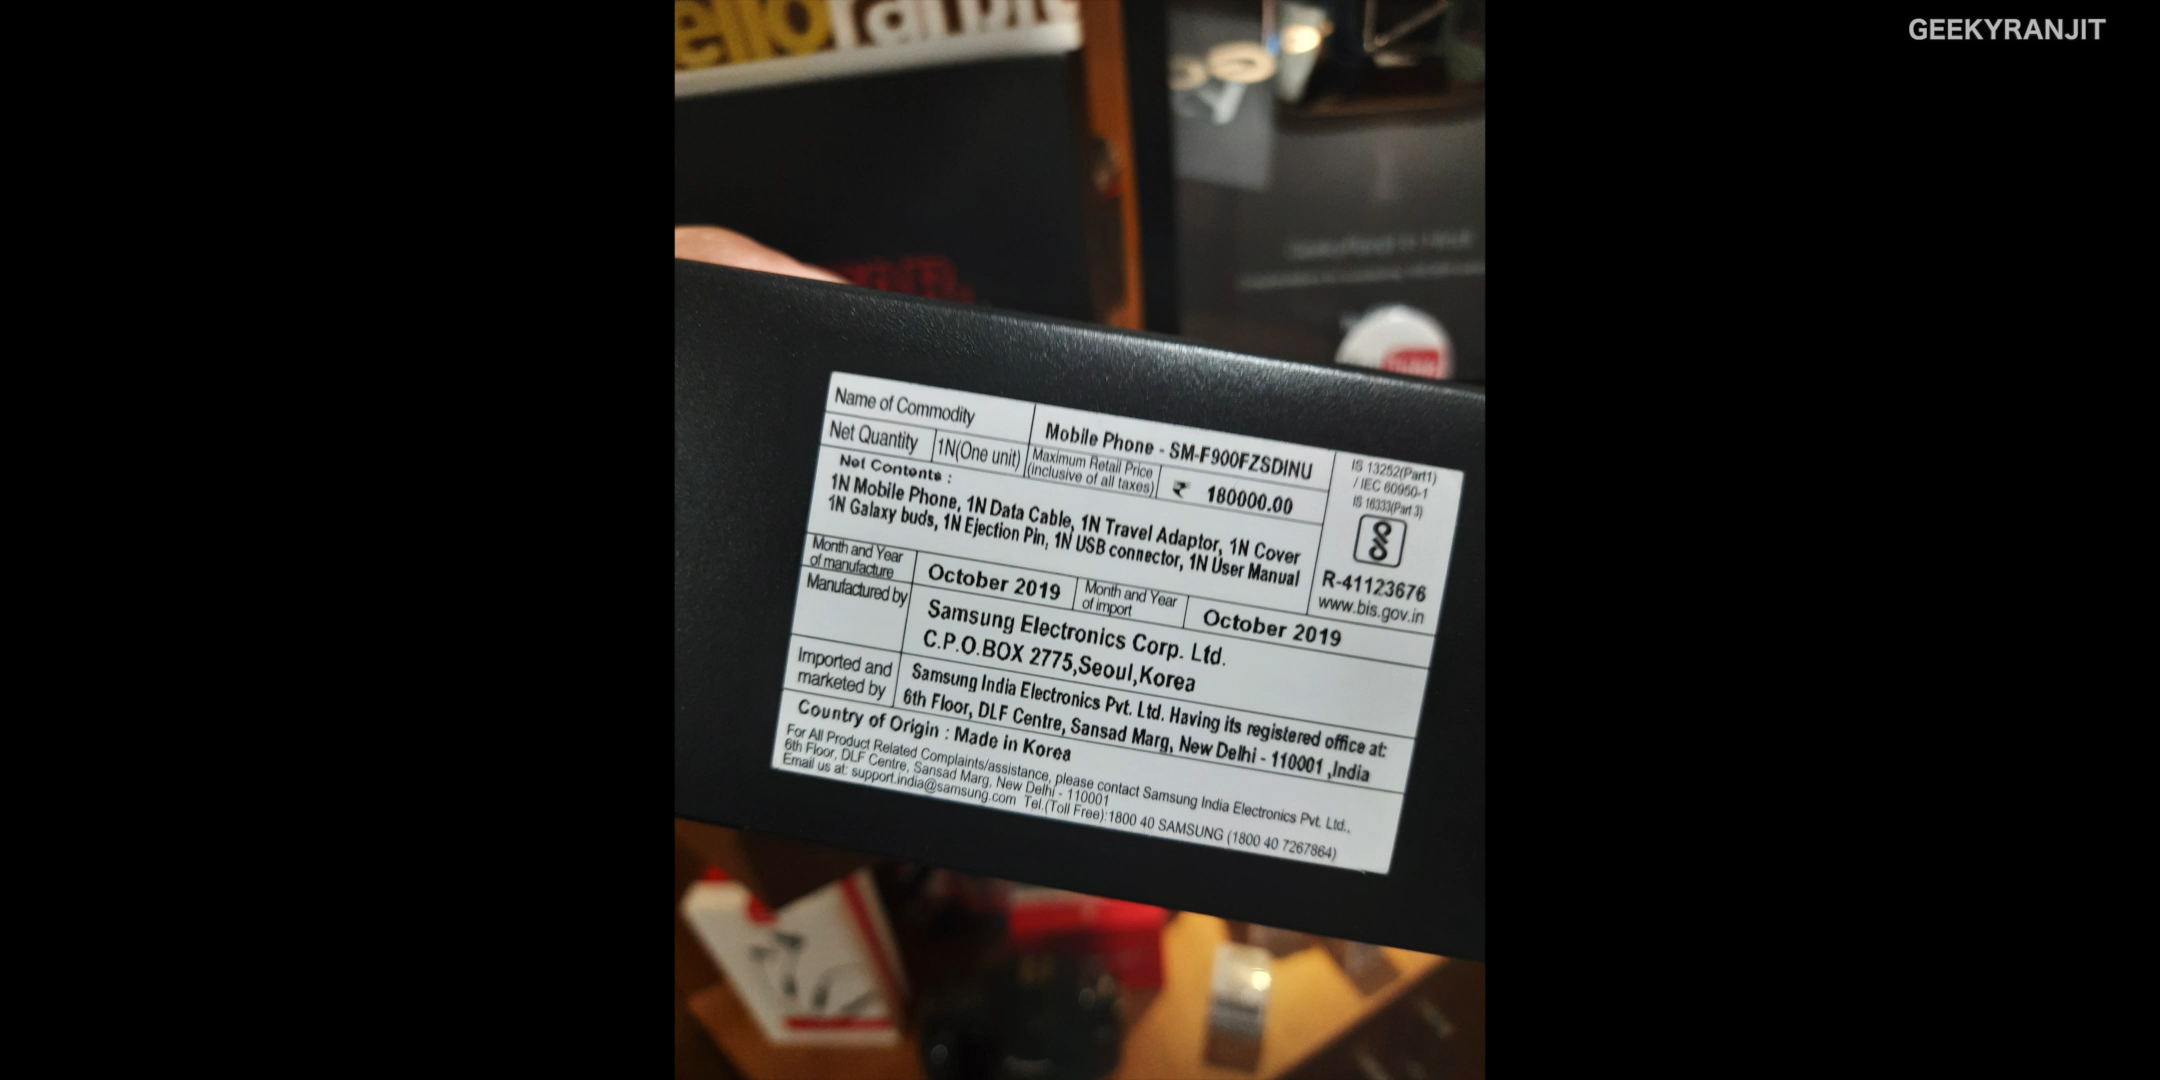 GEEKYRANJIT
Name of Commodity
Mobile Phone - SM-F900FZSDINU
Net Quantity
1N(One unit)
Maximum Retail Price
(inclusive of all taxes)
₹ 180000.00
Net Contents :
1N Mobile Phone, 1N Data Cable, 1N Travel Adaptor, 1N Cover
1N Galaxy buds, 1N Ejection Pin, 1N USB connector, 1N User Manual
IS 13252(Part1)
/ IEC 60950-1
IS 16333(Part 3)
R-41123676
www.bis.gov.in
Month and Year
of manufacture
October 2019
Month and Year
of import
October 2019
Manufactured by
Samsung Electronics Corp. Ltd.
C.P.O.BOX 2775,Seoul,Korea
Imported and
marketed by
Samsung India Electronics Pvt. Ltd. Having its registered office at:
6th Floor, DLF Centre, Sansad Marg, New Delhi - 110001 ,India
Country of Origin : Made in Korea
For All Product Related Complaints/assistance, please contact Samsung India Electronics Pvt. Ltd.,
6th Floor, DLF Centre, Sansad Marg, New Delhi - 110001
Email us at: support.india@samsung.com Tel.(Toll Free):1800 40 SAMSUNG (1800 40 7267864)